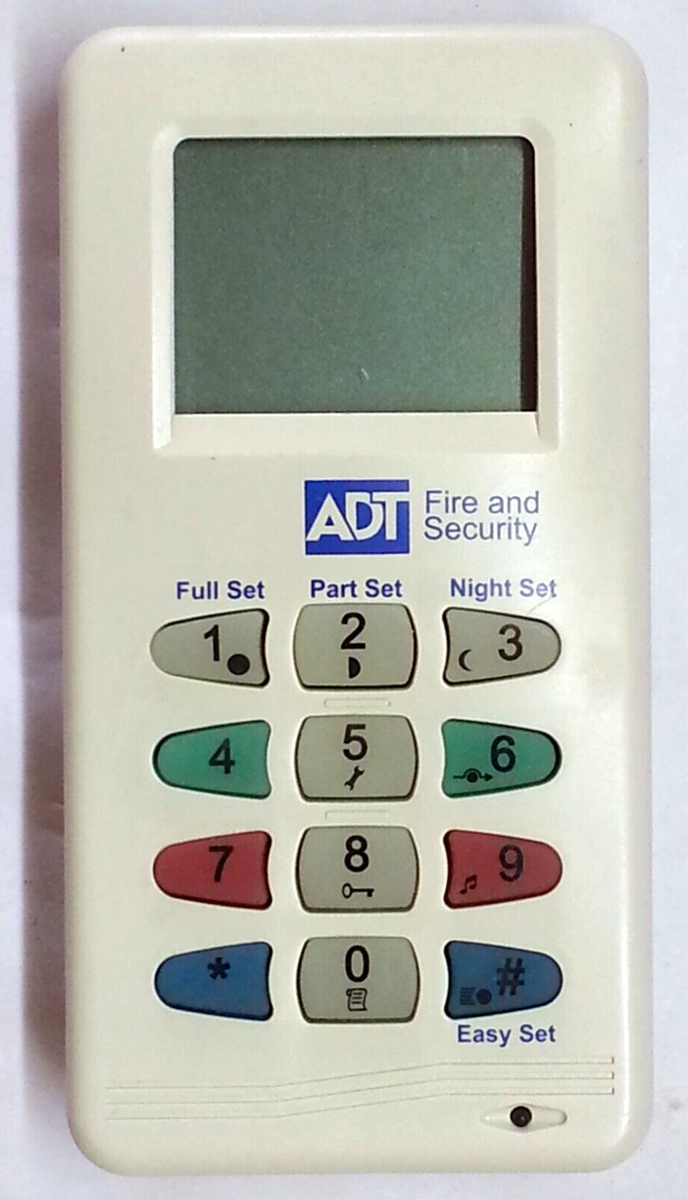 ADT Fire and
Security
Full Set Part Set Night Set
1 2 3
4 5 6
7 8 9
* 0 #
Easy Set